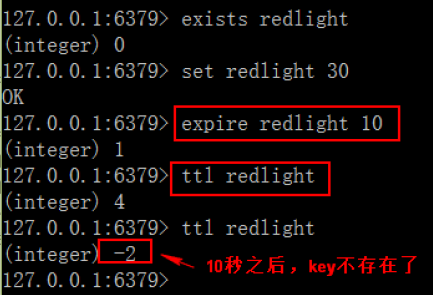 127.0.0.1:6379> exists redlight
(integer) 0
127.0.0.1:6379> set redlight 30
OK
127.0.0.1:6379> expire redlight 10
(integer) 1
127.0.0.1:6379> ttl redlight
(integer) 4
127.0.0.1:6379> ttl redlight
(integer) -2 10秒之后，key不存在了
127.0.0.1:6379>